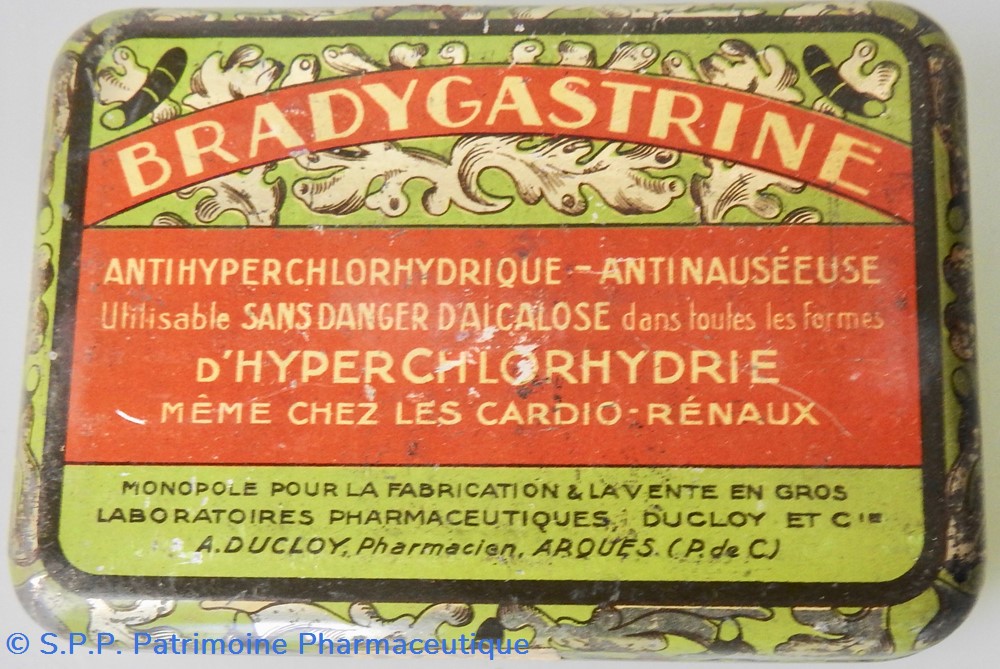 BRADYGASTRINE
ANTIHYPERCHLORHYDRIQUE - ANTINAUSÉEUSE
Utilisable SANS DANGER D'ALCALOSE dans toutes les formes
D'HYPERCHLORHYDRIE
MÊME CHEZ LES CARDIO-RÉNAUX
MONOPOLE POUR LA FABRICATION & LA VENTE EN GROS
LABORATOIRES PHARMACEUTIQUES, DUCLOY ET Cie
A. DUCLOY, Pharmacien, ARQUES. (P. de C)
© S.P.P. Patrimoine Pharmaceutique